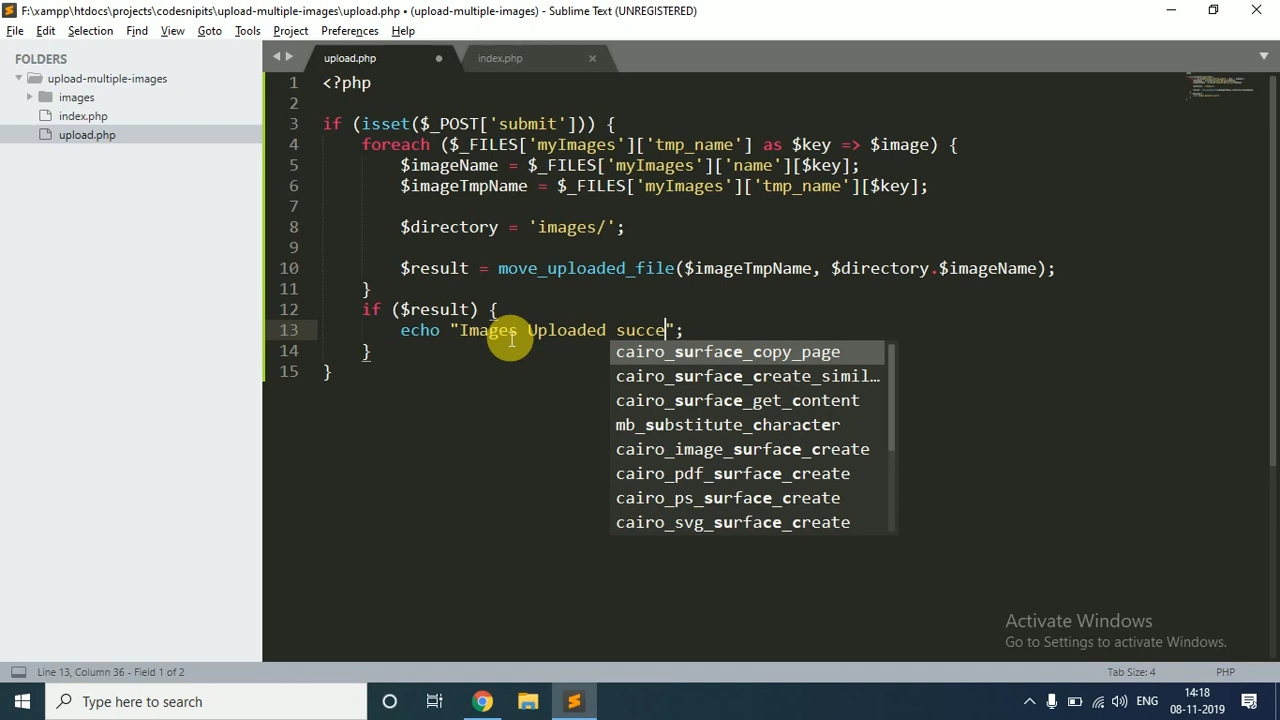 F:\xampp\htdocs\projects\codesnipits\upload-multiple-images\upload.php • (upload-multiple-images) - Sublime Text (UNREGISTERED)
File Edit Selection Find View Goto Tools Project Preferences Help
FOLDERS
upload-multiple-images
images
index.php
upload.php
upload.php index.php
1 <?php
2
3 if (isset($_POST['submit'])) {
4 foreach ($_FILES['myImages']['tmp_name'] as $key => $image) {
5 $imageName = $_FILES['myImages']['name'][$key];
6 $imageTmpName = $_FILES['myImages']['tmp_name'][$key];
7
8 $directory = 'images/';
9
10 $result = move_uploaded_file($imageTmpName, $directory.$imageName);
11 }
12 if ($result) {
13 echo "Images Uploaded succe";
14 }
15 }
cairo_surface_copy_page
cairo_surface_create_simil…
cairo_surface_get_content
mb_substitute_character
cairo_image_surface_create
cairo_pdf_surface_create
cairo_ps_surface_create
cairo_svg_surface_create
Activate Windows
Go to Settings to activate Windows.
Line 13, Column 36 - Field 1 of 2
Tab Size: 4 PHP
Type here to search
ENG
14:18
08-11-2019